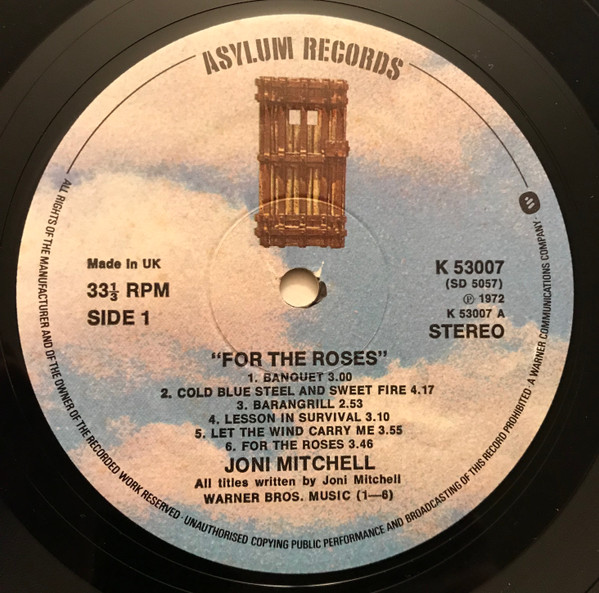 ASYLUM RECORDS
Made In UK
33⅓ RPM
SIDE 1
K 53007
(SD 5057)
℗ 1972
K 53007 A
STEREO
"FOR THE ROSES"
1. BANQUET 3.00
2. COLD BLUE STEEL AND SWEET FIRE 4.17
3. BARANGRILL 2.53
4. LESSON IN SURVIVAL 3.10
5. LET THE WIND CARRY ME 3.55
6. FOR THE ROSES 3.46
JONI MITCHELL
All titles written by Joni Mitchell
WARNER BROS. MUSIC (1—6)
ALL RIGHTS OF THE MANUFACTURER AND OF THE OWNER OF THE RECORDED WORK RESERVED · UNAUTHORISED COPYING PUBLIC PERFORMANCE AND BROADCASTING OF THIS RECORD PROHIBITED · A WARNER COMMUNICATIONS COMPANY ·